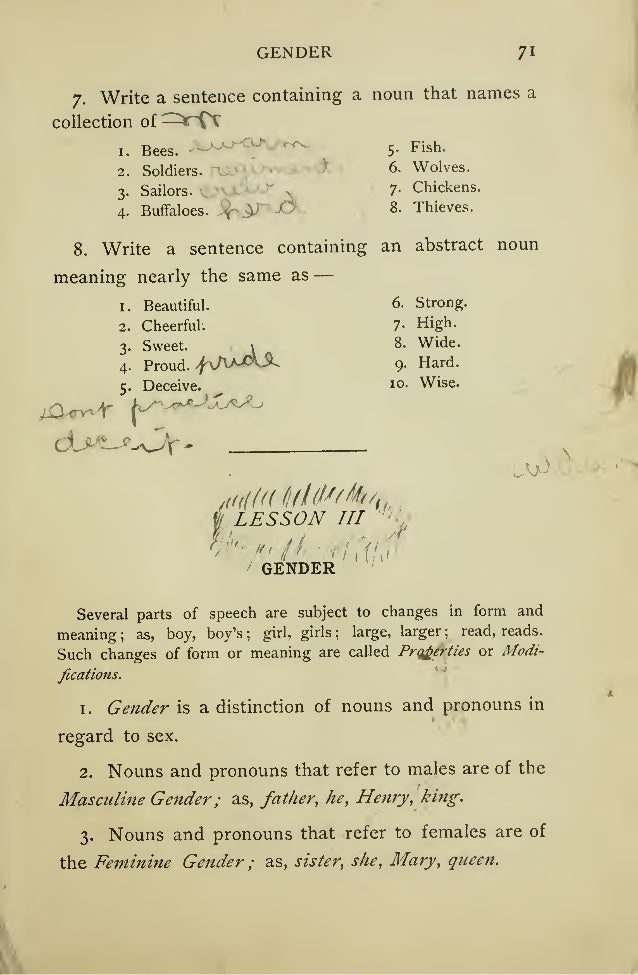 GENDER 71
7. Write a sentence containing a noun that names a
collection of —
1. Bees. swarm
2. Soldiers. regiment
3. Sailors. crew
4. Buffaloes. herd
5. Fish.
6. Wolves.
7. Chickens.
8. Thieves.
8. Write a sentence containing an abstract noun
meaning nearly the same as —
1. Beautiful.
2. Cheerful.
3. Sweet.
4. Proud. pride
5. Deceive.
6. Strong.
7. High.
8. Wide.
9. Hard.
10. Wise.
Dont practice
deceit.
LESSON III
GENDER
Several parts of speech are subject to changes in form and
meaning; as, boy, boy's; girl, girls; large, larger; read, reads.
Such changes of form or meaning are called Properties or Modi-
fications.
1. Gender is a distinction of nouns and pronouns in
regard to sex.
2. Nouns and pronouns that refer to males are of the
Masculine Gender; as, father, he, Henry, king.
3. Nouns and pronouns that refer to females are of
the Feminine Gender; as, sister, she, Mary, queen.